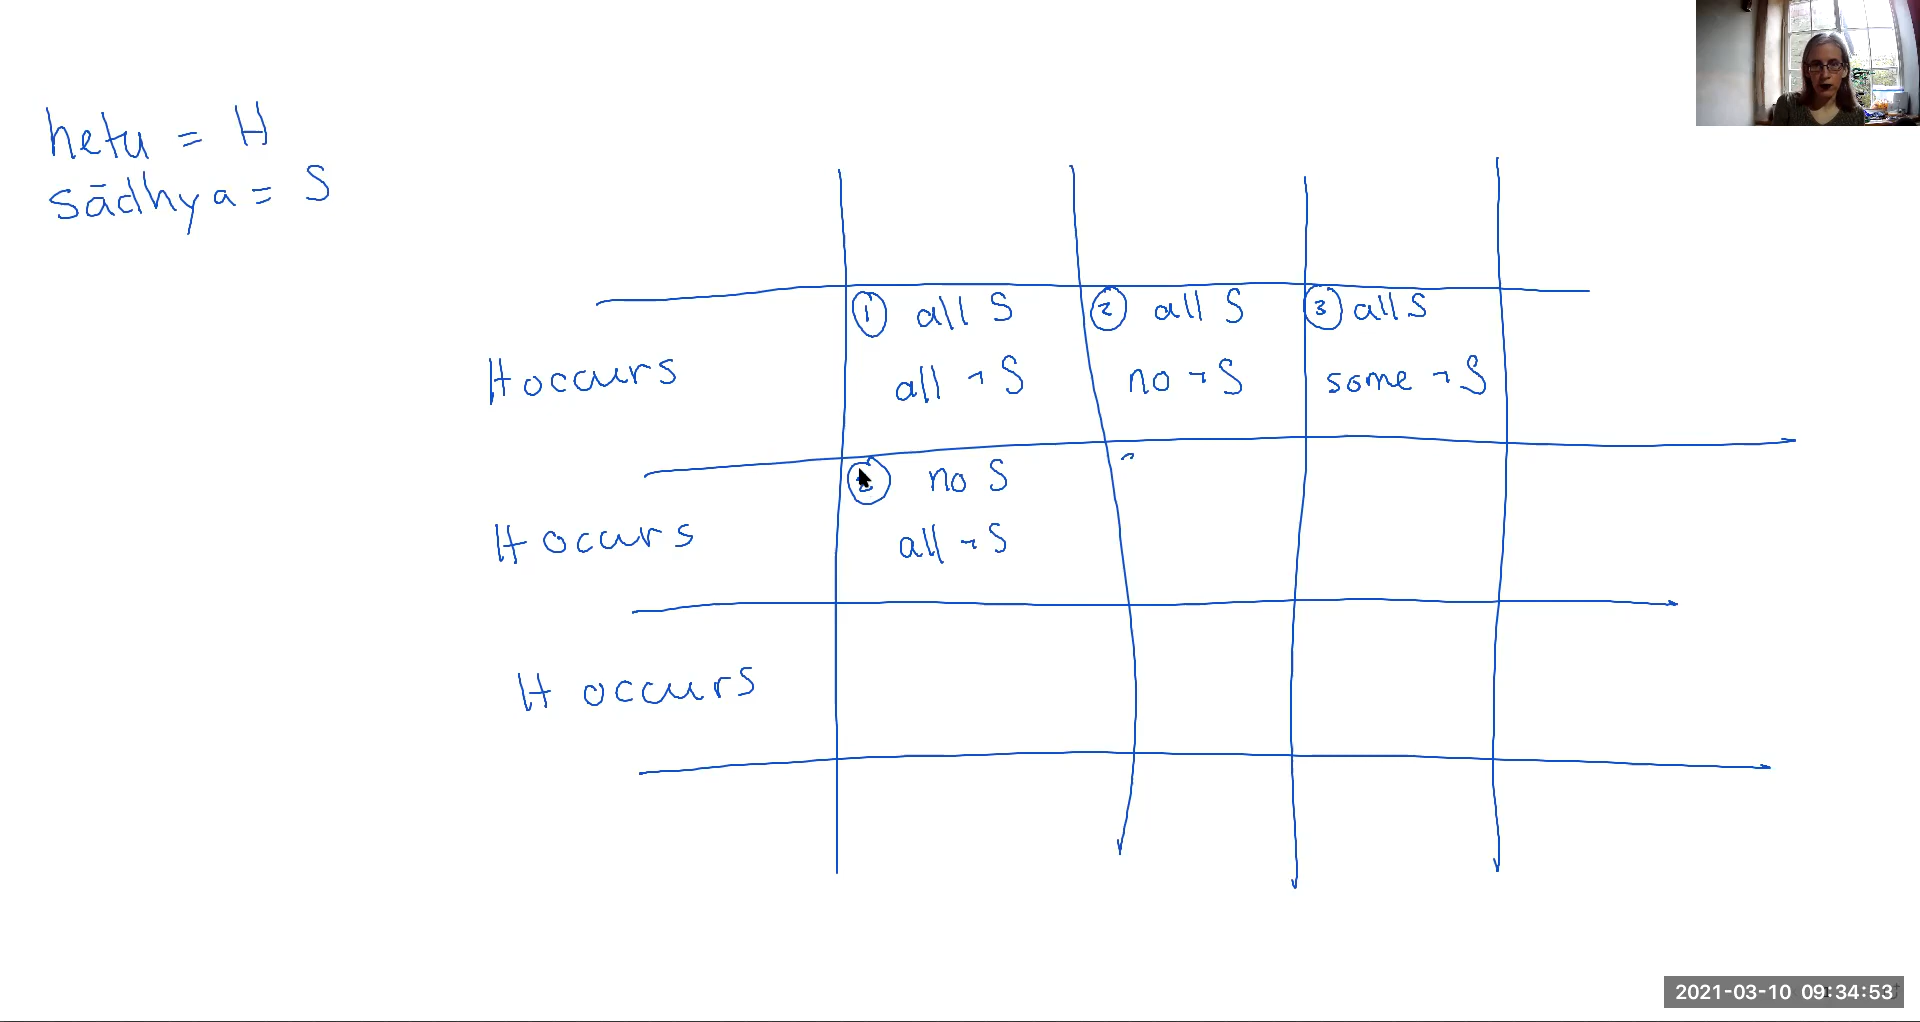 hetu = H
sādhya = S
① all S ② all S ③ all S
H occurs all ¬ S no ¬ S some ¬ S
no S
H occurs all ¬ S
H occurs
2021-03-10 09:34:53